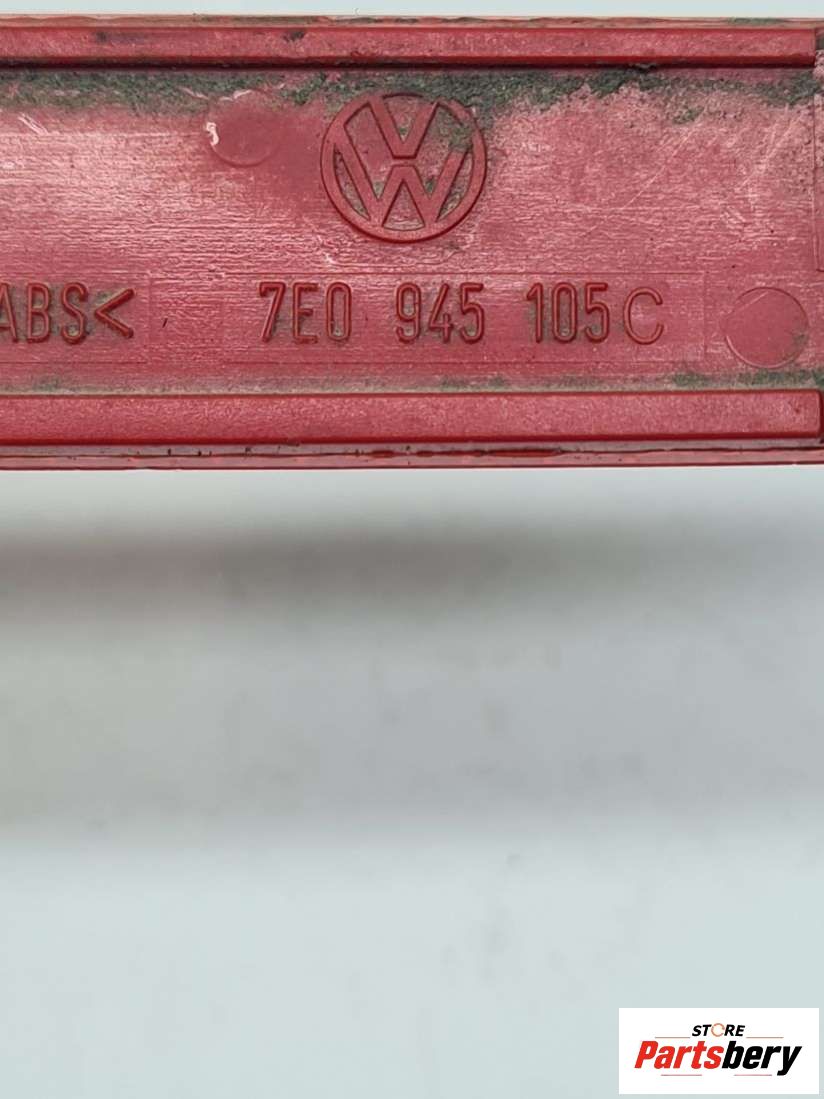 ABS< 7E0 945 105 C
STORE
Partsbery